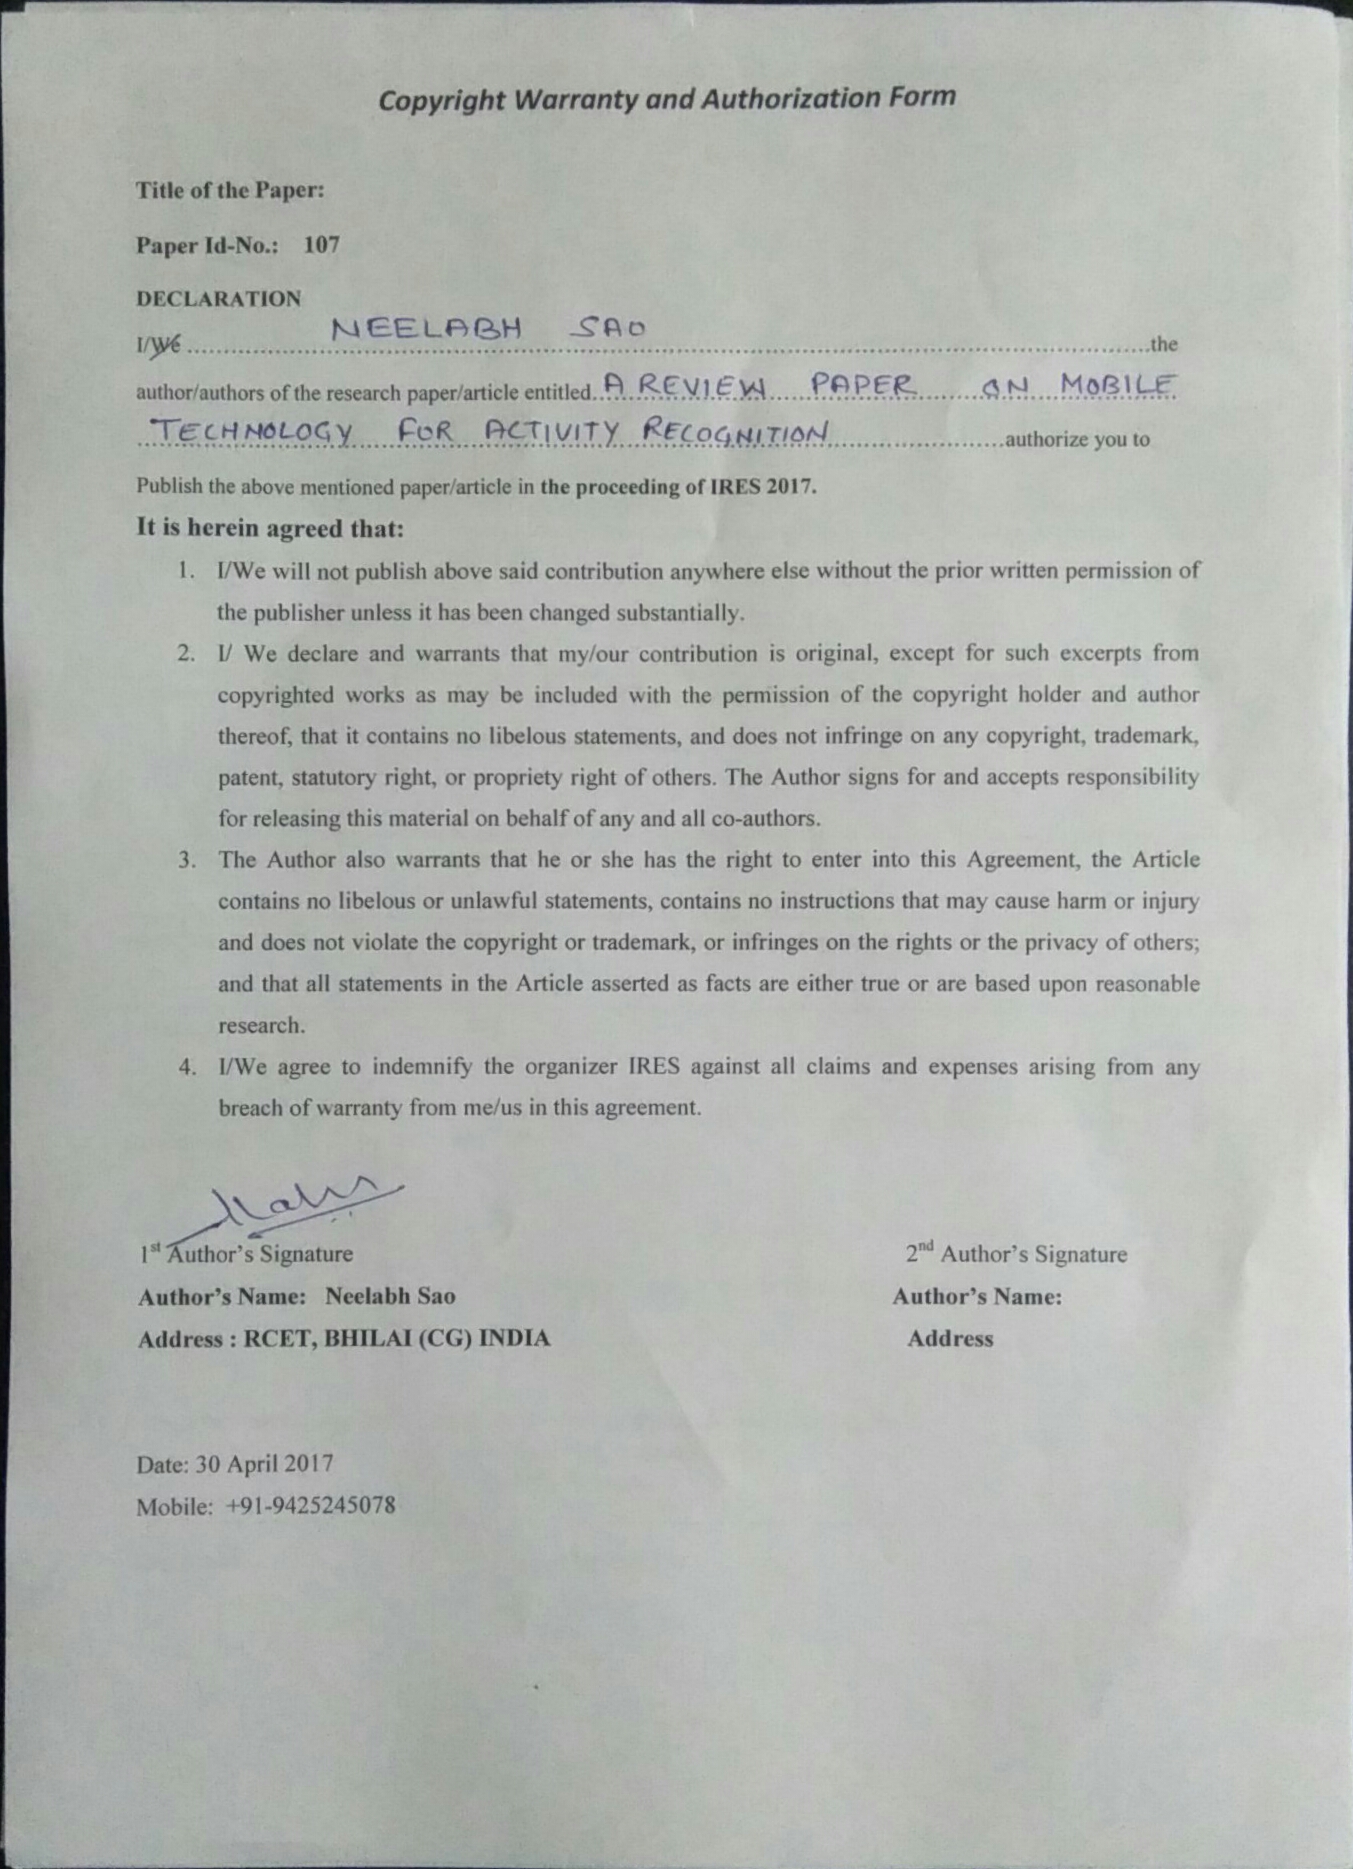 Copyright Warranty and Authorization Form
Title of the Paper:
Paper Id-No.: 107
DECLARATION
I/We ........ NEELABH SAO ........the
author/authors of the research paper/article entitled..A REVIEW PAPER ON MOBILE
TECHNOLOGY FOR ACTIVITY RECOGNITION........authorize you to
Publish the above mentioned paper/article in the proceeding of IRES 2017.
It is herein agreed that:
1. I/We will not publish above said contribution anywhere else without the prior written permission of
the publisher unless it has been changed substantially.
2. I/ We declare and warrants that my/our contribution is original, except for such excerpts from
copyrighted works as may be included with the permission of the copyright holder and author
thereof, that it contains no libelous statements, and does not infringe on any copyright, trademark,
patent, statutory right, or propriety right of others. The Author signs for and accepts responsibility
for releasing this material on behalf of any and all co-authors.
3. The Author also warrants that he or she has the right to enter into this Agreement, the Article
contains no libelous or unlawful statements, contains no instructions that may cause harm or injury
and does not violate the copyright or trademark, or infringes on the rights or the privacy of others;
and that all statements in the Article asserted as facts are either true or are based upon reasonable
research.
4. I/We agree to indemnify the organizer IRES against all claims and expenses arising from any
breach of warranty from me/us in this agreement.
1st Author's Signature 2nd Author's Signature
Author's Name: Neelabh Sao Author's Name:
Address : RCET, BHILAI (CG) INDIA Address
Date: 30 April 2017
Mobile: +91-9425245078